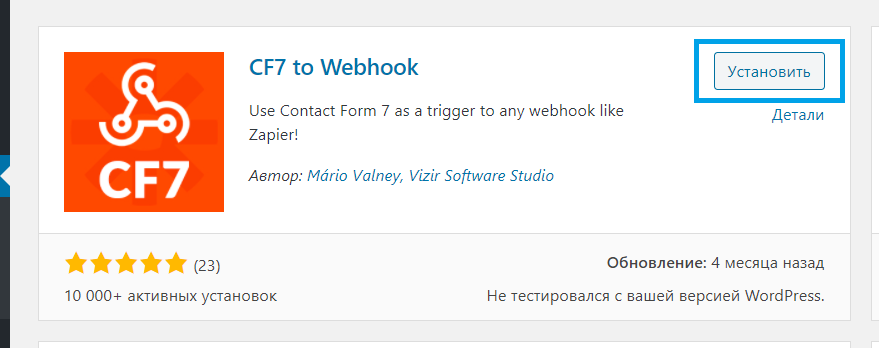 CF7
CF7 to Webhook
Установить
Use Contact Form 7 as a trigger to any webhook like
Zapier!
Детали
Автор: Mário Valney, Vizir Software Studio
(23)
Обновление: 4 месяца назад
10 000+ активных установок
Не тестировался с вашей версией WordPress.